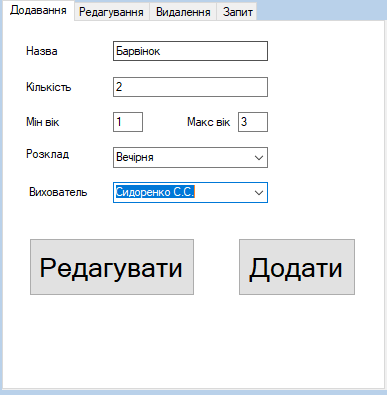 Додавання Редагування Видалення Запит
Назва Барвінок
Кількість 2
Мін вік 1 Макс вік 3
Розклад Вечірня
Вихователь Сидоренко С.С.
Редагувати Додати